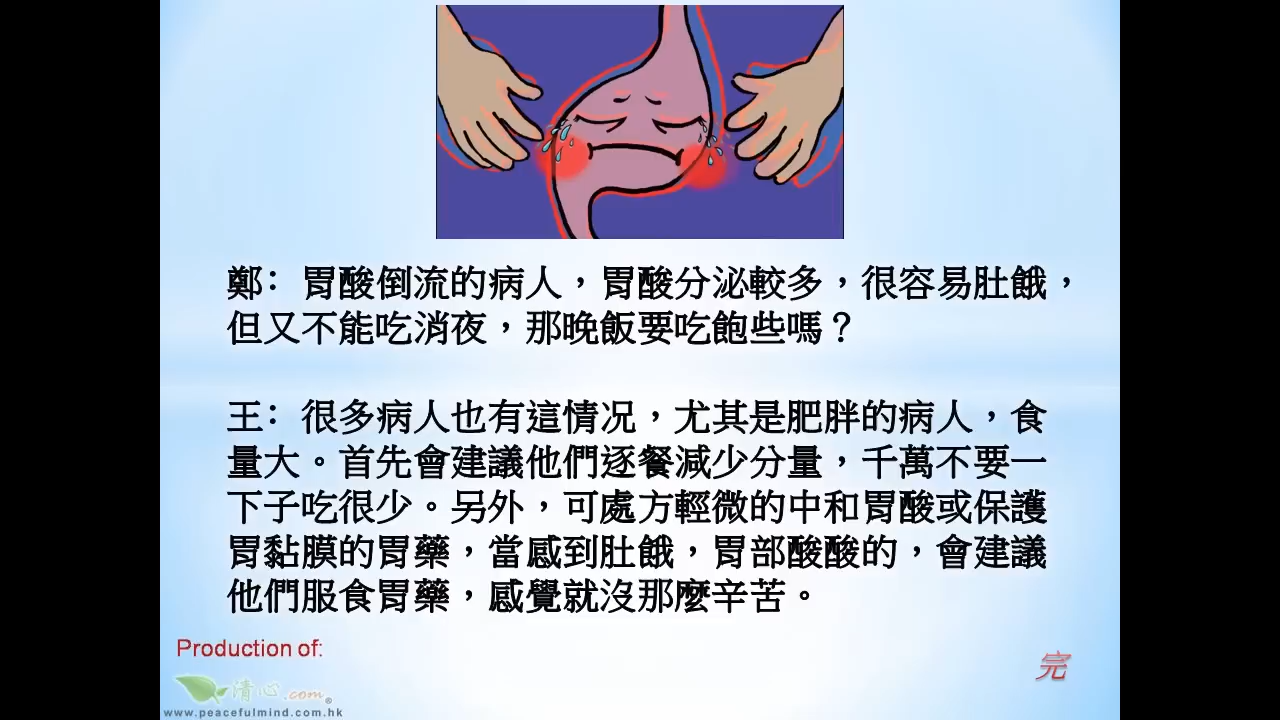 鄭：胃酸倒流的病人，胃酸分泌較多，很容易肚餓，
但又不能吃消夜，那晚飯要吃飽些嗎？
王：很多病人也有這情况，尤其是肥胖的病人，食
量大。首先會建議他們逐餐減少分量，千萬不要一
下子吃很少。另外，可處方輕微的中和胃酸或保護
胃黏膜的胃藥，當感到肚餓，胃部酸酸的，會建議
他們服食胃藥，感覺就沒那麼辛苦。
Production of:
完
清心.com®
www.peacefulmind.com.hk